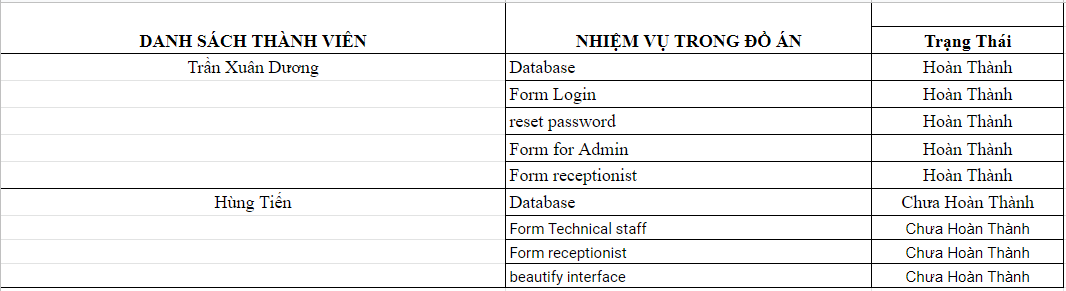 DANH SÁCH THÀNH VIÊN NHIỆM VỤ TRONG ĐỒ ÁN Trạng Thái
Trần Xuân Dương Database Hoàn Thành
Form Login Hoàn Thành
reset password Hoàn Thành
Form for Admin Hoàn Thành
Form receptionist Hoàn Thành
Hùng Tiến Database Chưa Hoàn Thành
Form Technical staff Chưa Hoàn Thành
Form receptionist Chưa Hoàn Thành
beautify interface Chưa Hoàn Thành